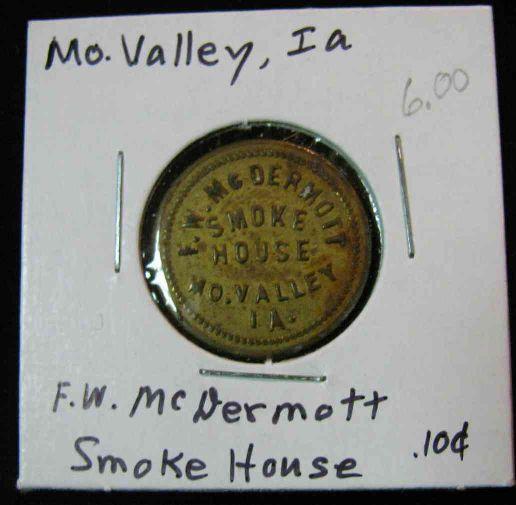 Mo. Valley, Ia
6.00
F.W. McDERMOTT
SMOKE
HOUSE
MO. VALLEY
IA.
F.W. McDermott
Smoke House .10¢